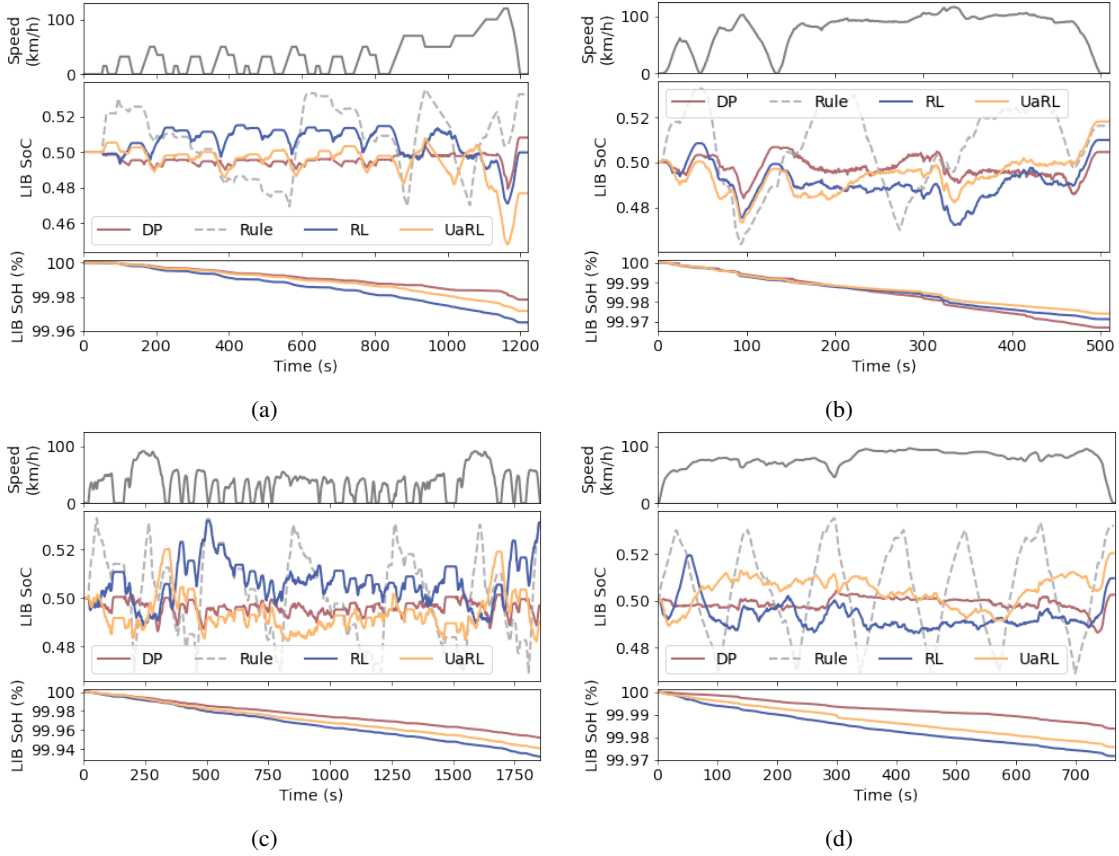 Speed
(km/h)
100
0
LIB SoC
0.52
0.50
0.48
0.46
DP Rule RL UaRL
LIB SoH (%)
100
99.98
99.96
0 200 400 600 800 1000 1200
Time (s)
(a)
Speed
(km/h)
100
0
LIB SoC
DP Rule RL UaRL
0.52
0.50
0.48
LIB SoH (%)
100
99.99
99.98
99.97
0 100 200 300 400 500
Time (s)
(b)
Speed
(km/h)
100
0
LIB SoC
0.52
0.50
0.48
DP Rule RL UaRL
LIB SoH (%)
100
99.98
99.96
99.94
0 250 500 750 1000 1250 1500 1750
Time (s)
(c)
Speed
(km/h)
100
0
LIB SoC
0.52
0.50
0.48
DP Rule RL UaRL
LIB SoH (%)
100
99.99
99.98
99.97
0 100 200 300 400 500 600 700
Time (s)
(d)